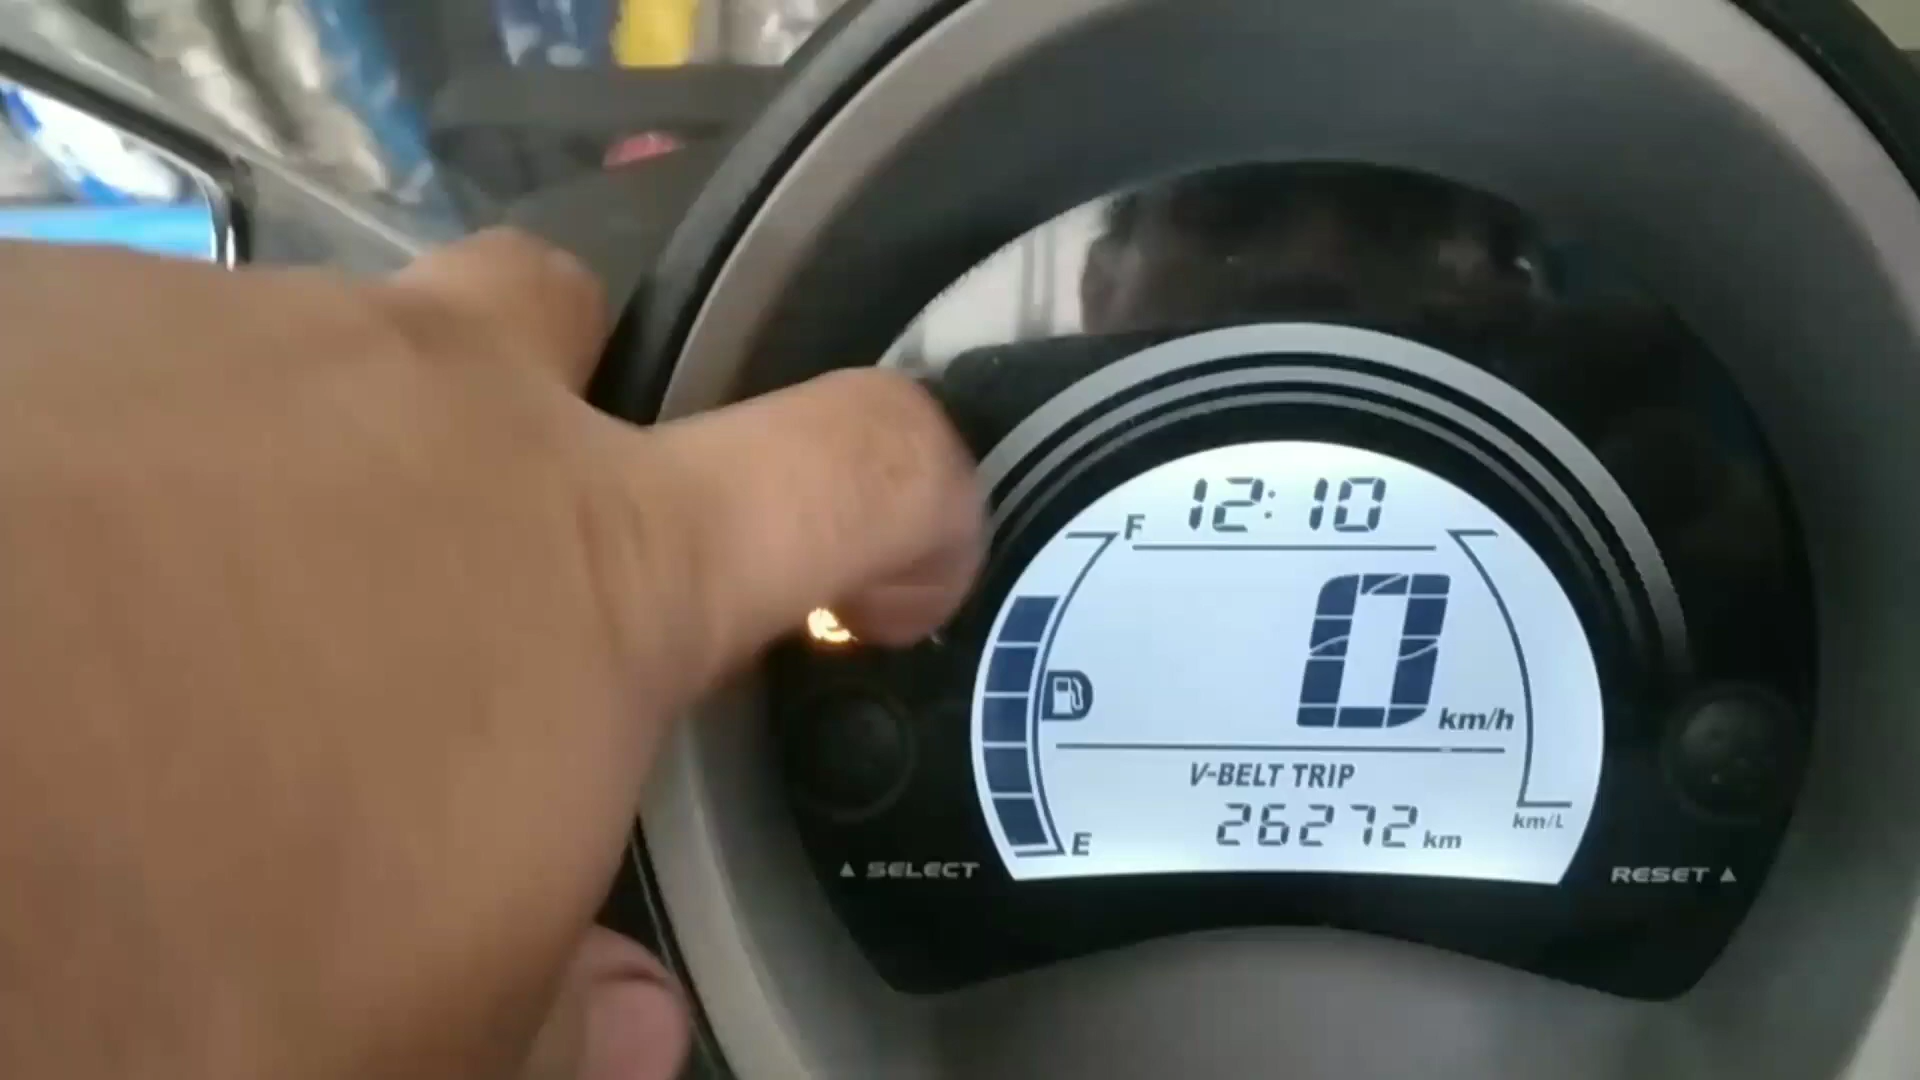 12:10
F
0 km/h
V-BELT TRIP
26272 km
km/L
E
▲ SELECT
RESET ▲